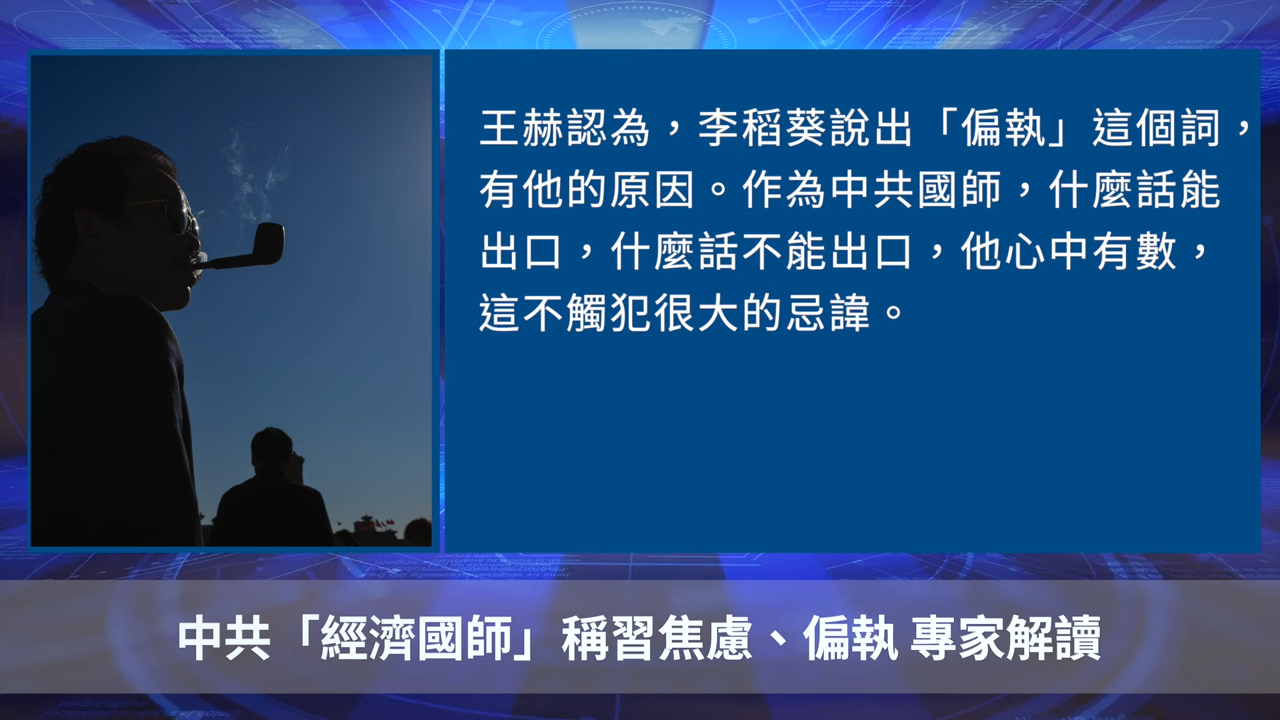 王赫認為，李稻葵說出「偏執」這個詞，
有他的原因。作為中共國師，什麼話能
出口，什麼話不能出口，他心中有數，
這不觸犯很大的忌諱。
中共「經濟國師」稱習焦慮、偏執 專家解讀